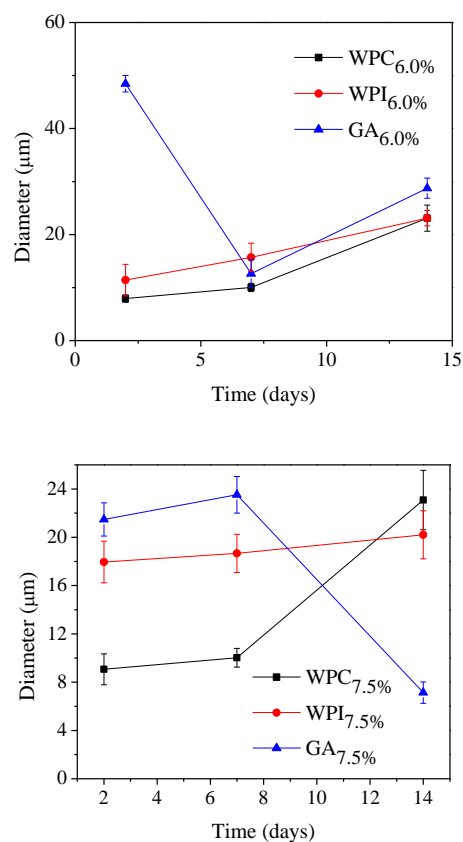 60
WPC6.0%
WPI6.0%
GA6.0%
40
20
0
Diameter (μm)
0 5 10 15
Time (days)
24
20
16
12
8
4
0
Diameter (μm)
WPC7.5%
WPI7.5%
GA7.5%
2 4 6 8 10 12 14
Time (days)